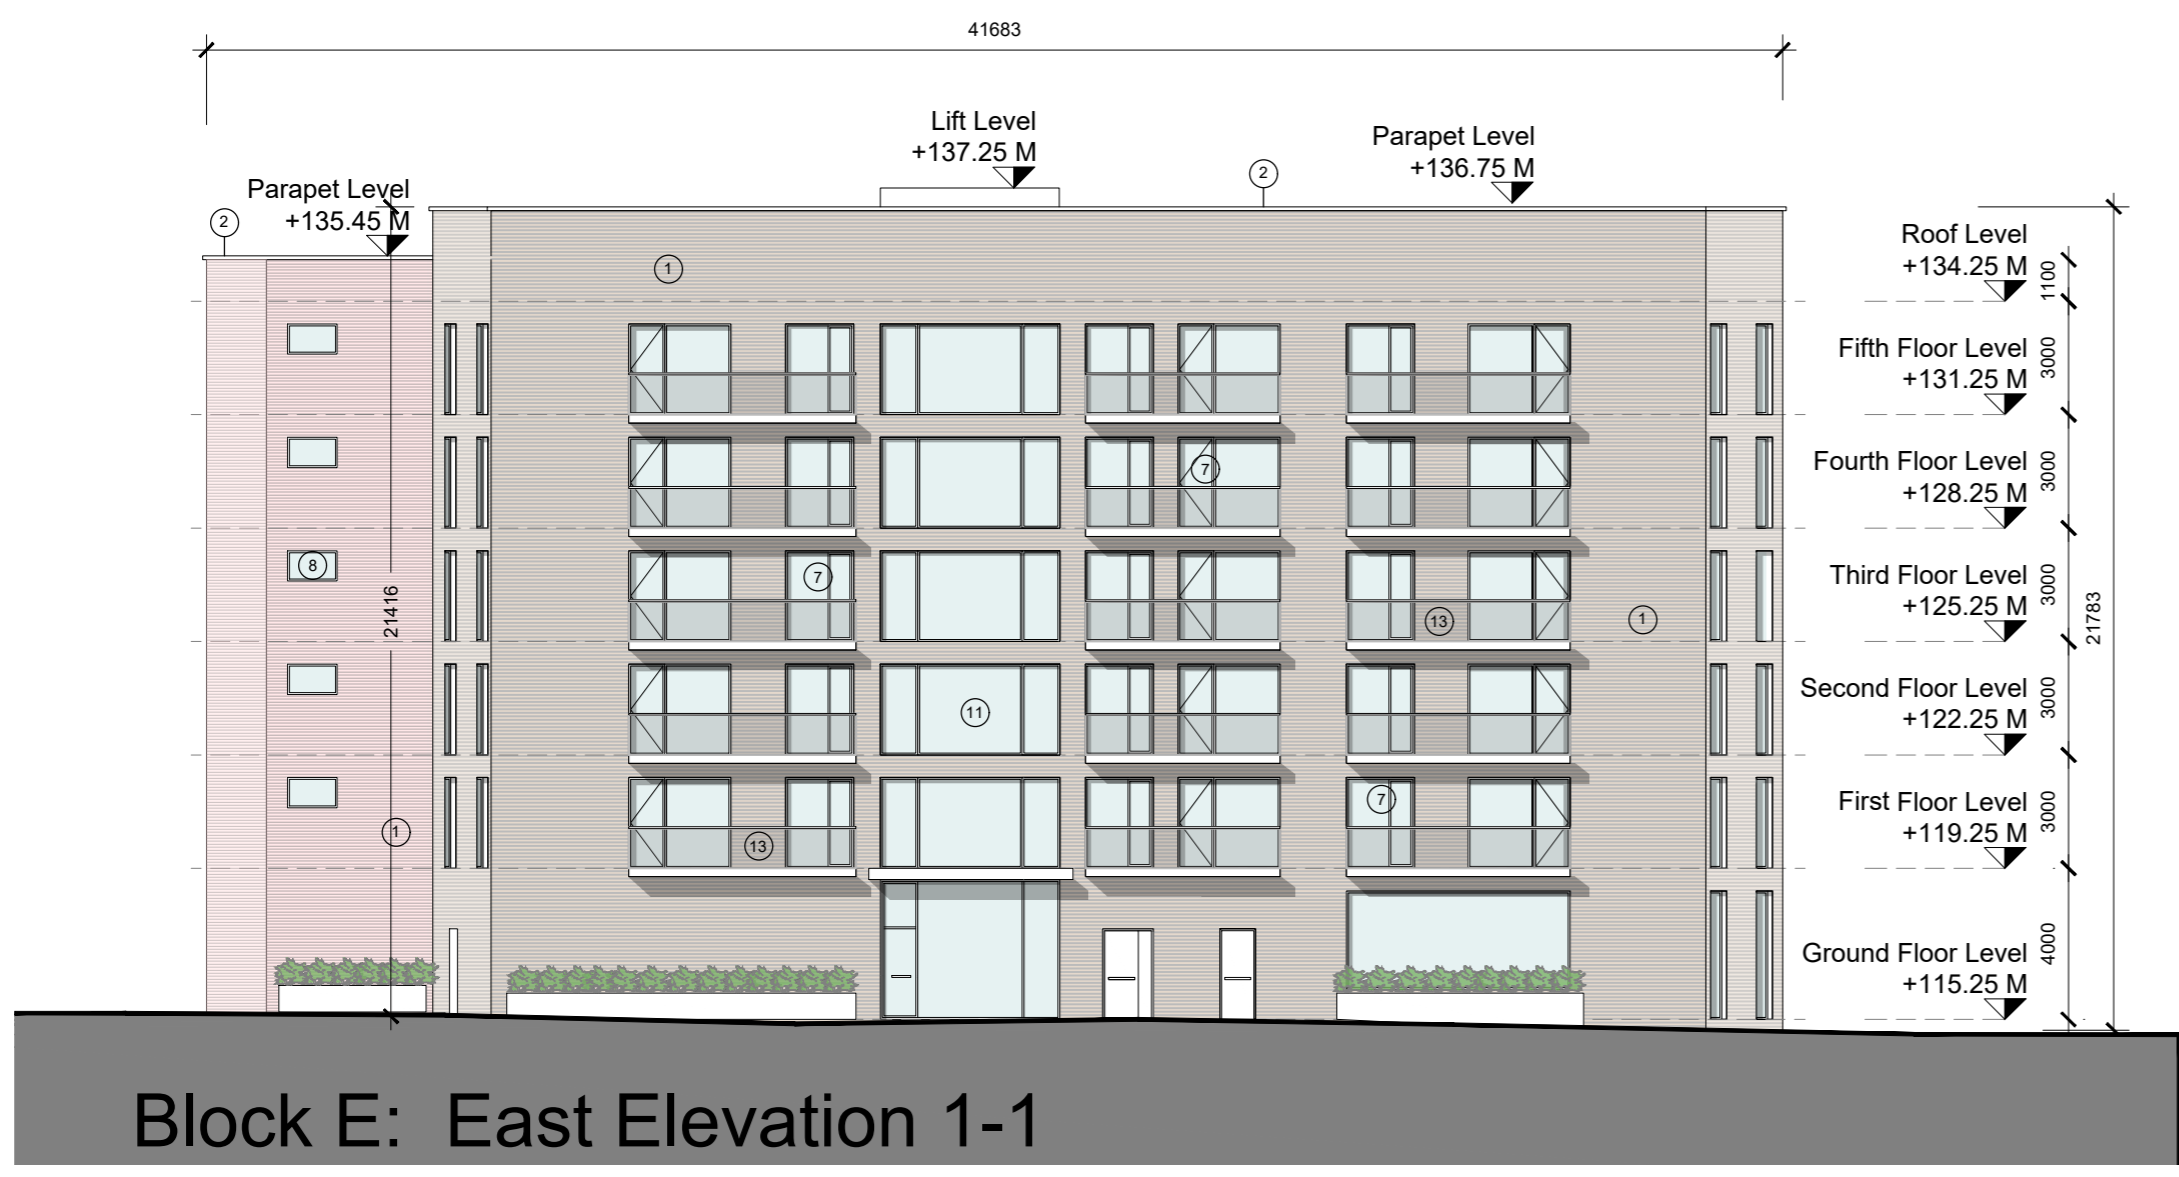 41683
Lift Level
+137.25 M
Parapet Level
+136.75 M
2
Parapet Level
+135.45 M
2
Roof Level
+134.25 M
1100
1
Fifth Floor Level
+131.25 M
3000
Fourth Floor Level
+128.25 M
3000
7
8
7
Third Floor Level
+125.25 M
3000
21416
13
1
21783
Second Floor Level
+122.25 M
3000
11
7
First Floor Level
+119.25 M
3000
1
13
Ground Floor Level
+115.25 M
4000
Block E: East Elevation 1-1